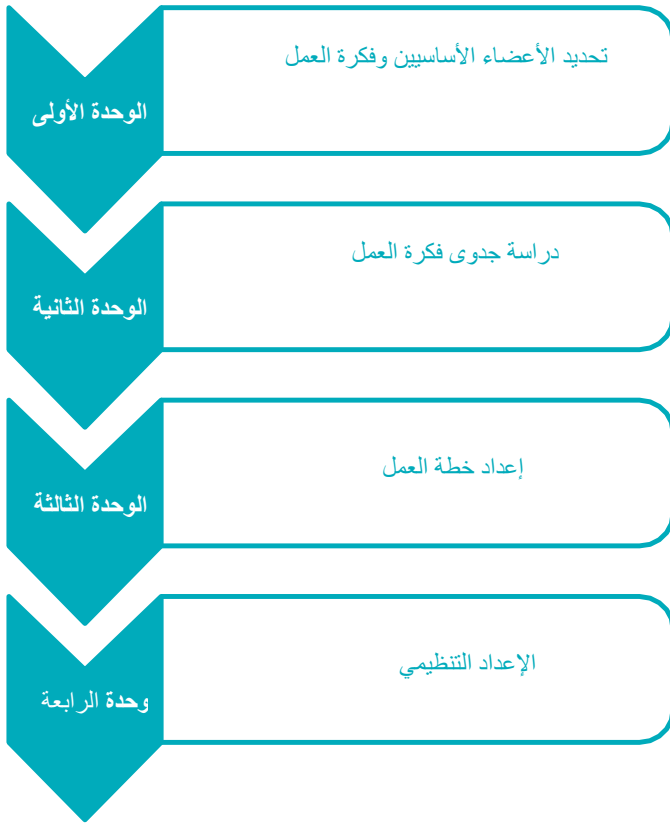 تحديد الأعضاء الأساسيين وفكرة العمل
الوحدة الأولى
دراسة جدوى فكرة العمل
الوحدة الثانية
إعداد خطة العمل
الوحدة الثالثة
الإعداد التنظيمي
وحدة الرابعة